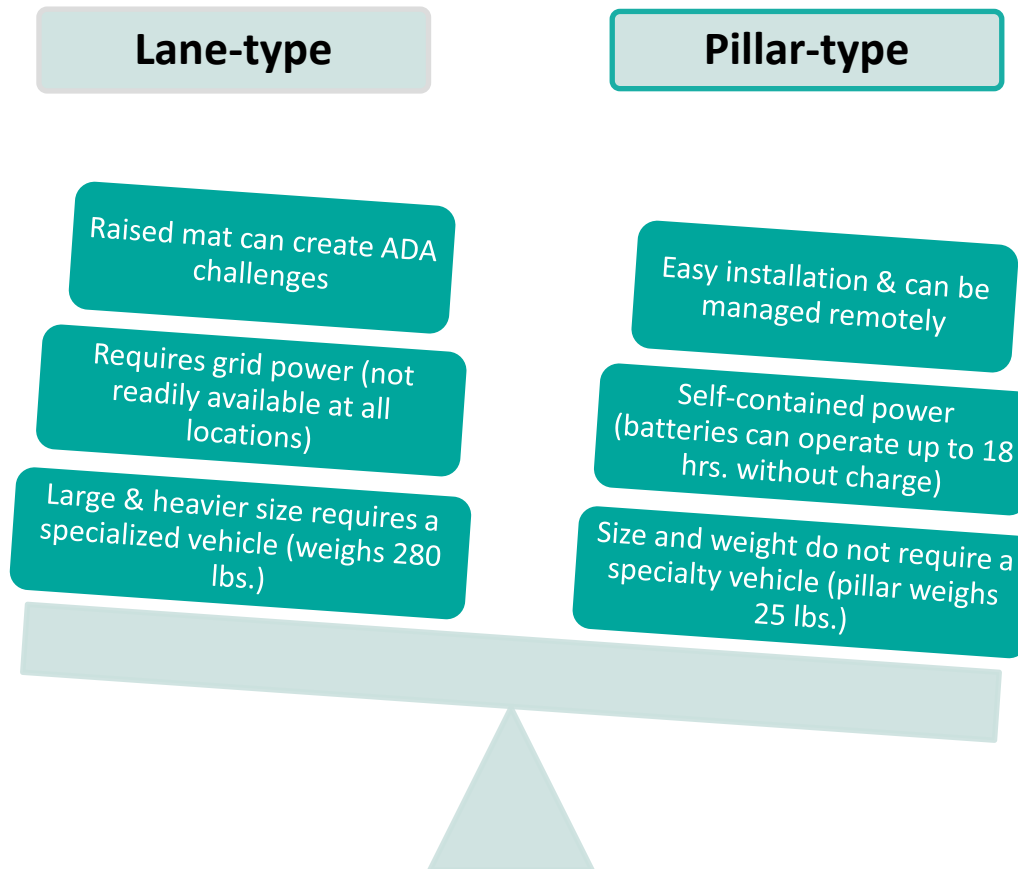 Lane-type
Pillar-type
Raised mat can create ADA
challenges
Requires grid power (not
readily available at all
locations)
Large & heavier size requires a
specialized vehicle (weighs 280
lbs.)
Easy installation & can be
managed remotely
Self-contained power
(batteries can operate up to 18
hrs. without charge)
Size and weight do not require a
specialty vehicle (pillar weighs
25 lbs.)